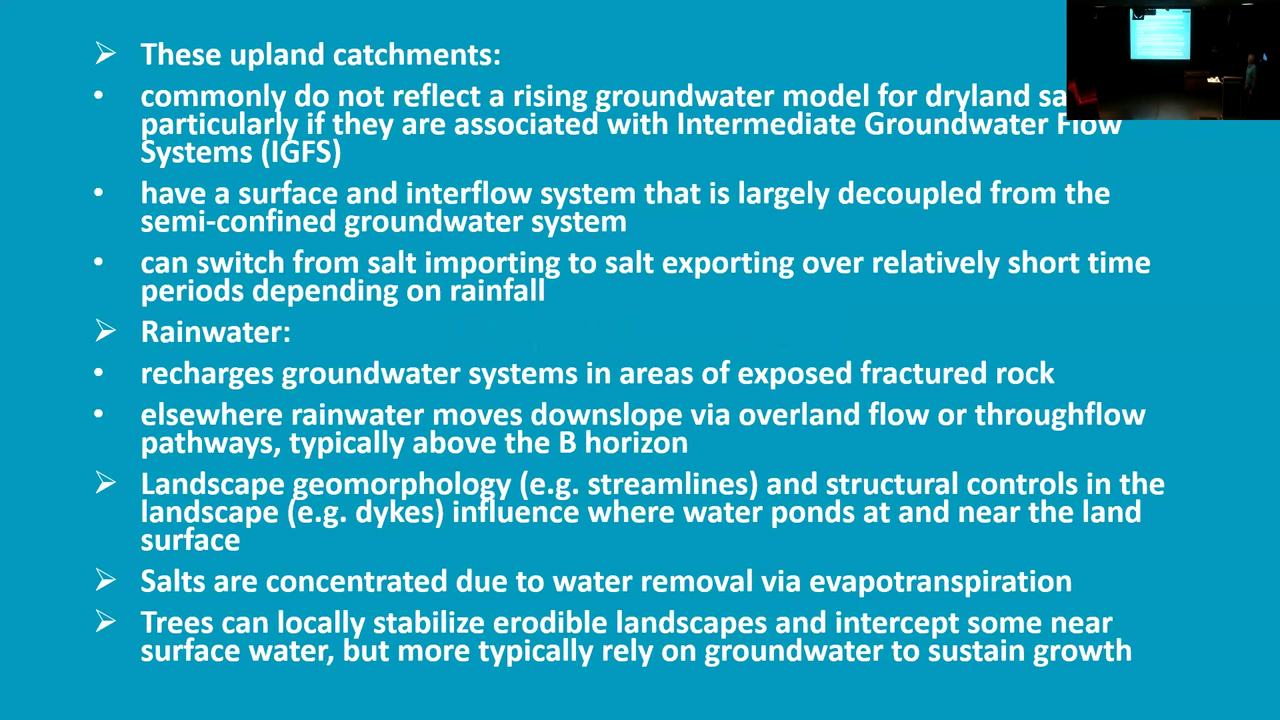 ➢ These upland catchments:
• commonly do not reflect a rising groundwater model for dryland
particularly if they are associated with Intermediate Groundwater Flow
Systems (IGFS)
• have a surface and interflow system that is largely decoupled from the
semi-confined groundwater system
• can switch from salt importing to salt exporting over relatively short time
periods depending on rainfall
➢ Rainwater:
• recharges groundwater systems in areas of exposed fractured rock
• elsewhere rainwater moves downslope via overland flow or throughflow
pathways, typically above the B horizon
➢ Landscape geomorphology (e.g. streamlines) and structural controls in the
landscape (e.g. dykes) influence where water ponds at and near the land
surface
➢ Salts are concentrated due to water removal via evapotranspiration
➢ Trees can locally stabilize erodible landscapes and intercept some near
surface water, but more typically rely on groundwater to sustain growth